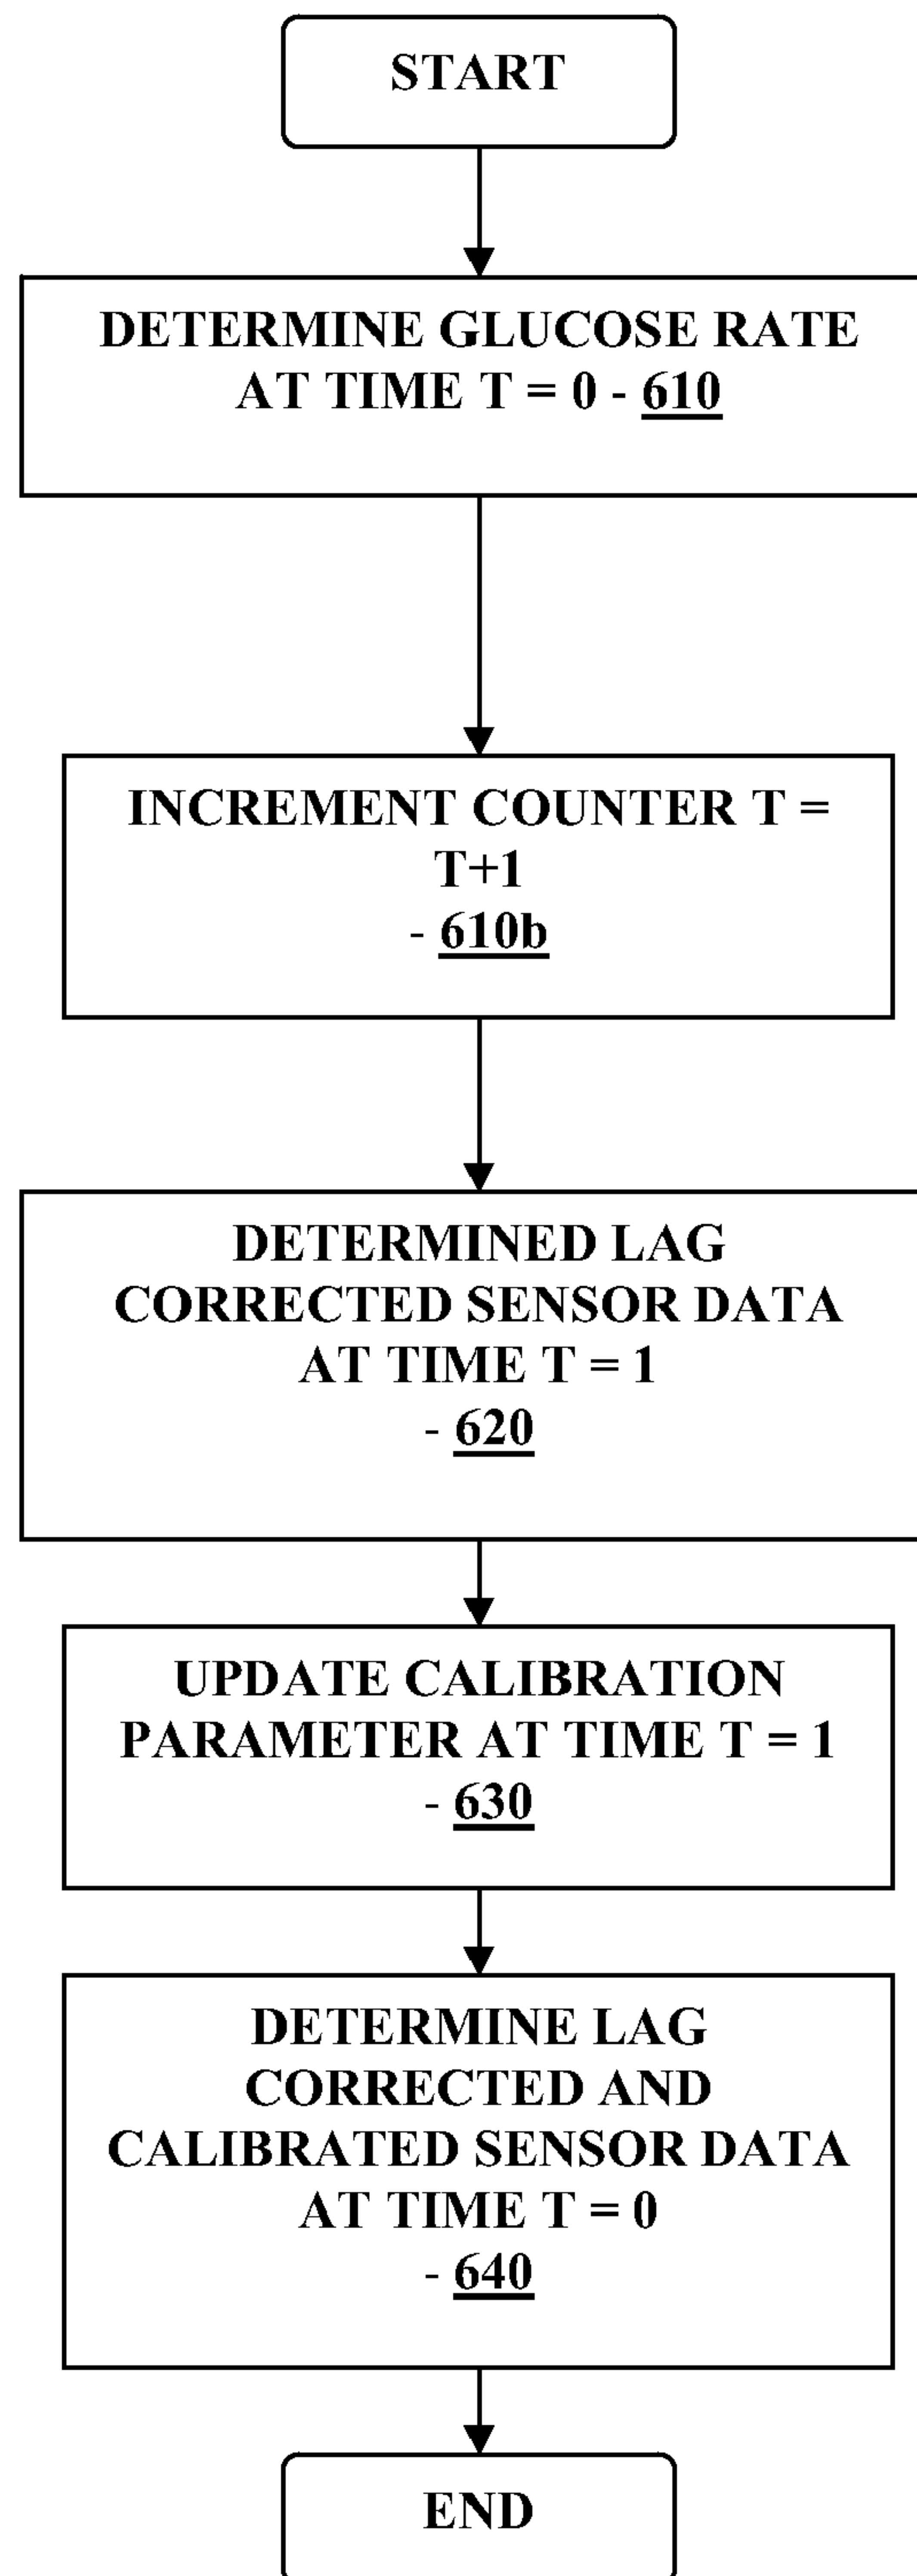 START
DETERMINE GLUCOSE RATE
AT TIME T = 0 - 610
INCREMENT COUNTER T =
T+1
- 610b
DETERMINED LAG
CORRECTED SENSOR DATA
AT TIME T = 1
- 620
UPDATE CALIBRATION
PARAMETER AT TIME T = 1
- 630
DETERMINE LAG
CORRECTED AND
CALIBRATED SENSOR DATA
AT TIME T = 0
- 640
END